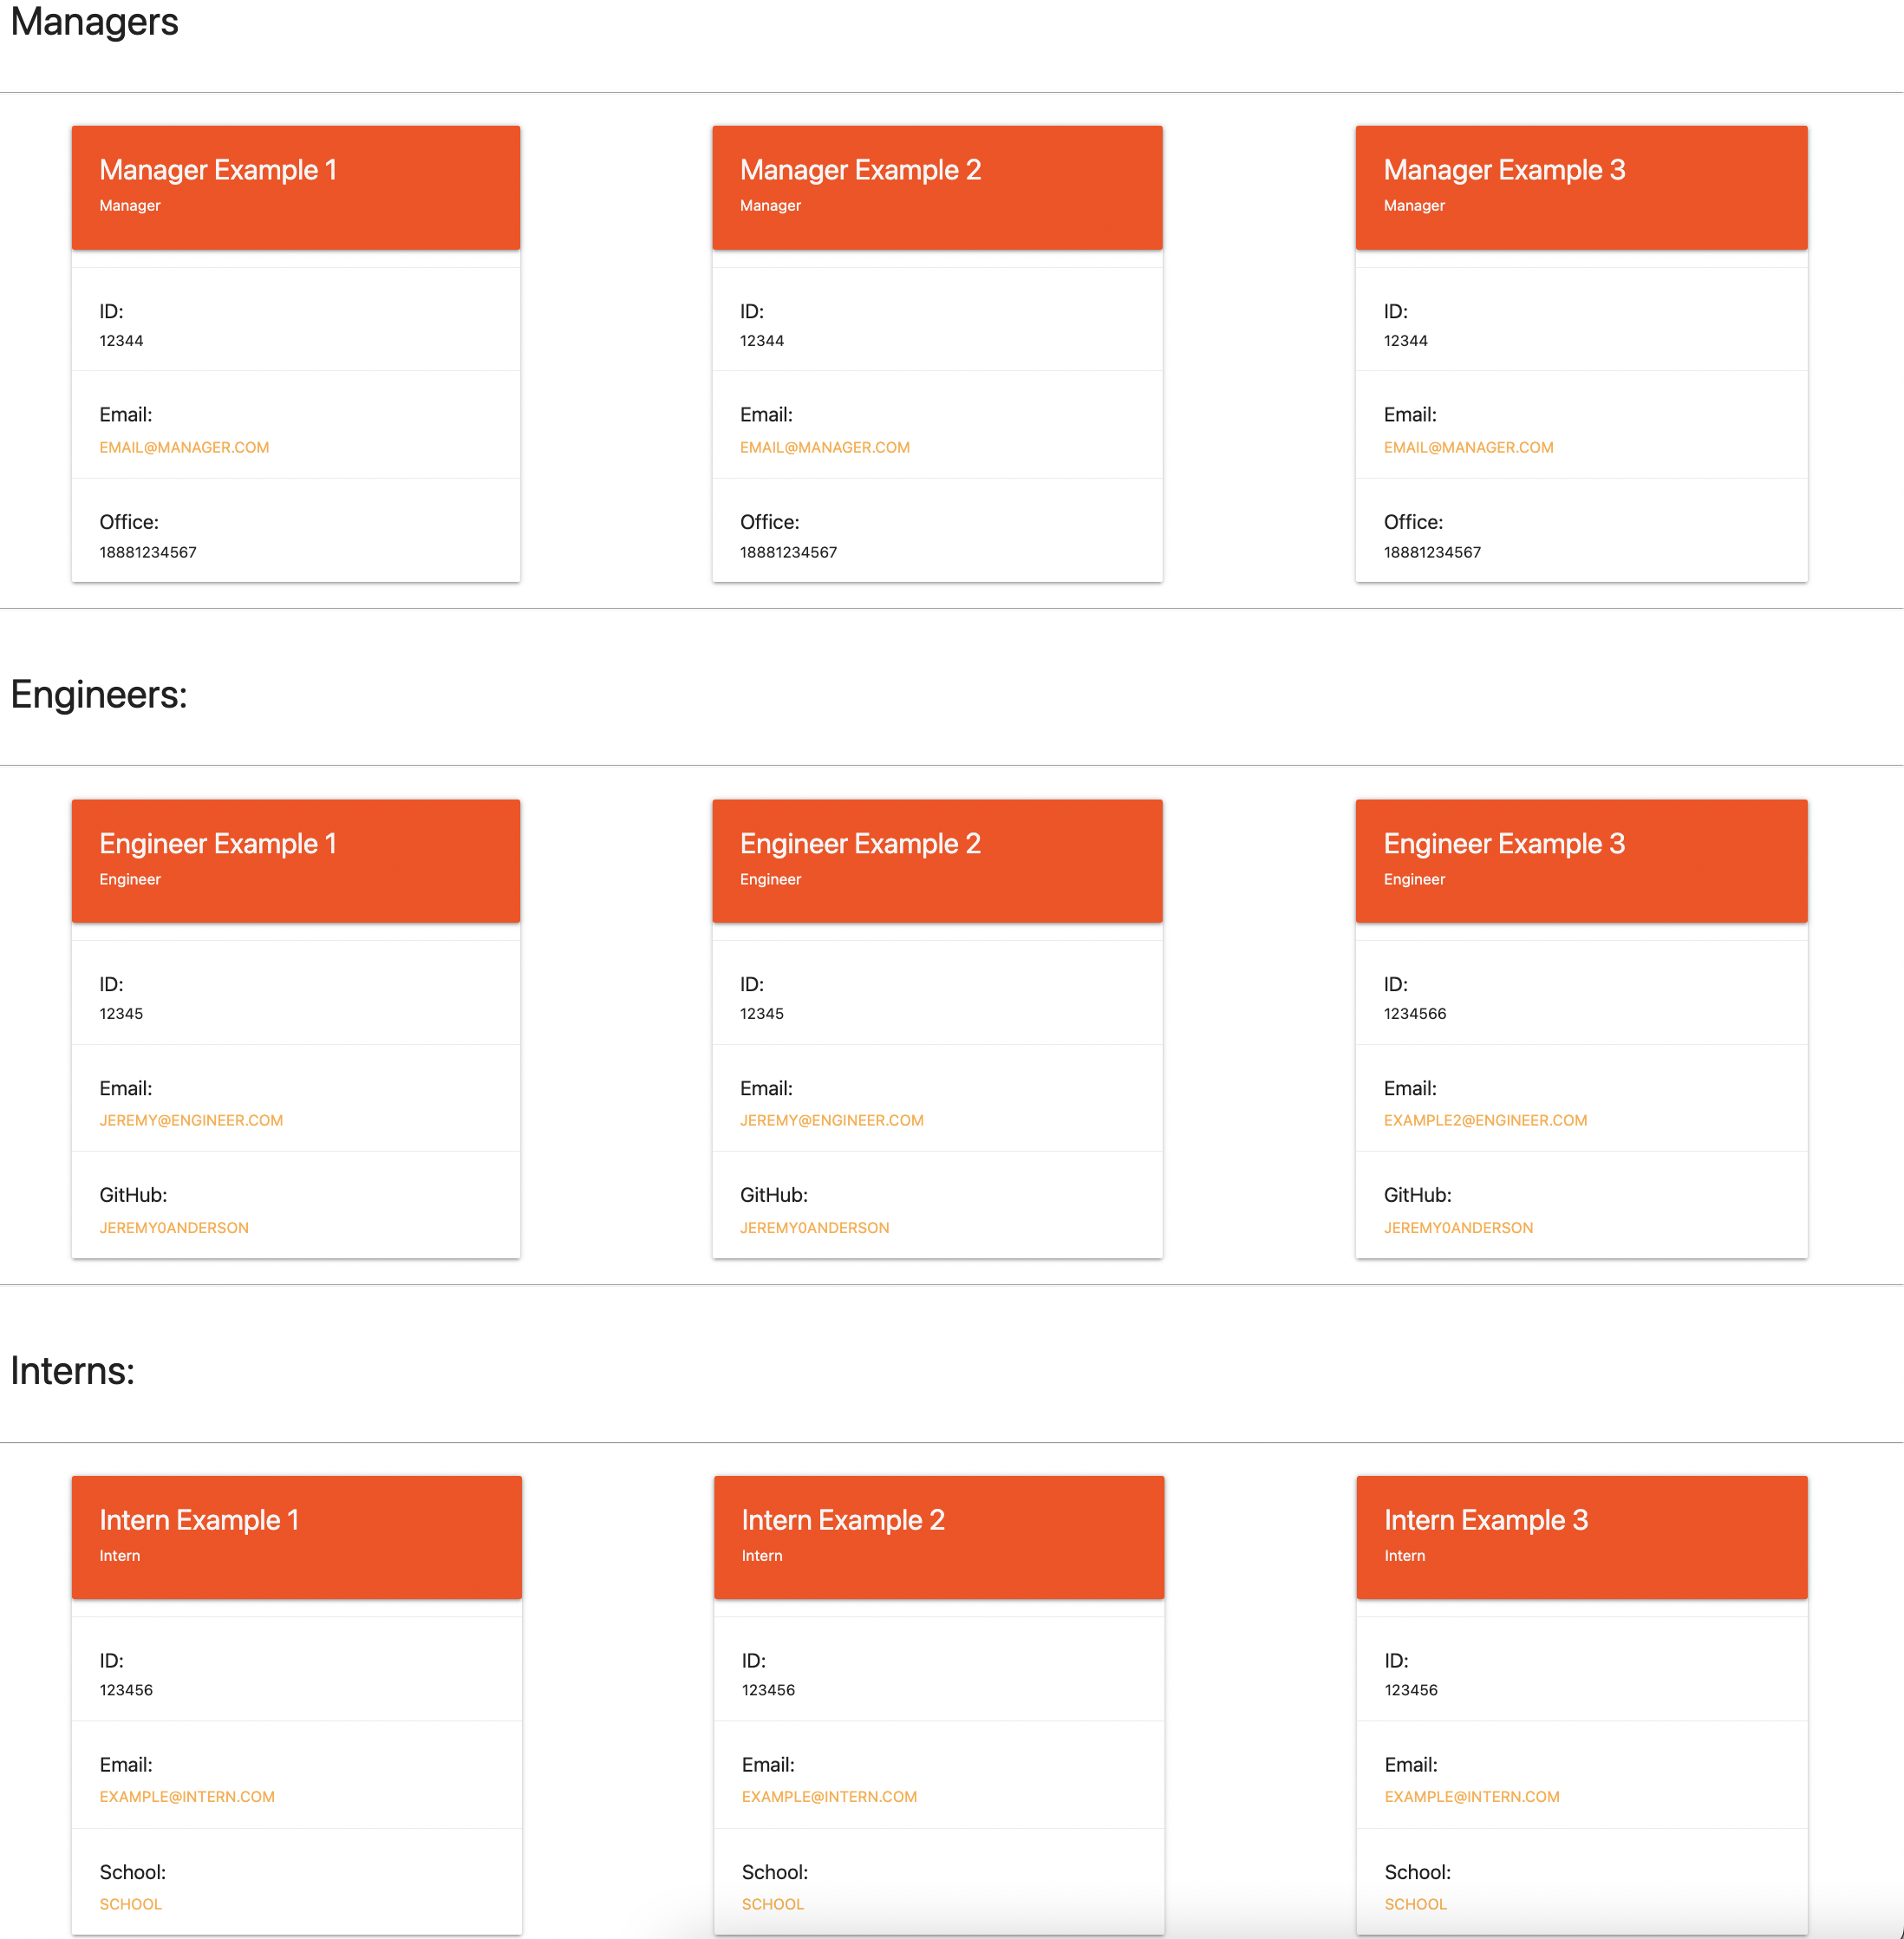 Managers
Manager Example 1
Manager
ID:
12344
Email:
EMAIL@MANAGER.COM
Office:
18881234567
Manager Example 2
Manager
ID:
12344
Email:
EMAIL@MANAGER.COM
Office:
18881234567
Manager Example 3
Manager
ID:
12344
Email:
EMAIL@MANAGER.COM
Office:
18881234567
Engineers:
Engineer Example 1
Engineer
ID:
12345
Email:
JEREMY@ENGINEER.COM
GitHub:
JEREMY0ANDERSON
Engineer Example 2
Engineer
ID:
12345
Email:
JEREMY@ENGINEER.COM
GitHub:
JEREMY0ANDERSON
Engineer Example 3
Engineer
ID:
1234566
Email:
EXAMPLE2@ENGINEER.COM
GitHub:
JEREMY0ANDERSON
Interns:
Intern Example 1
Intern
ID:
123456
Email:
EXAMPLE@INTERN.COM
School:
SCHOOL
Intern Example 2
Intern
ID:
123456
Email:
EXAMPLE@INTERN.COM
School:
SCHOOL
Intern Example 3
Intern
ID:
123456
Email:
EXAMPLE@INTERN.COM
School:
SCHOOL